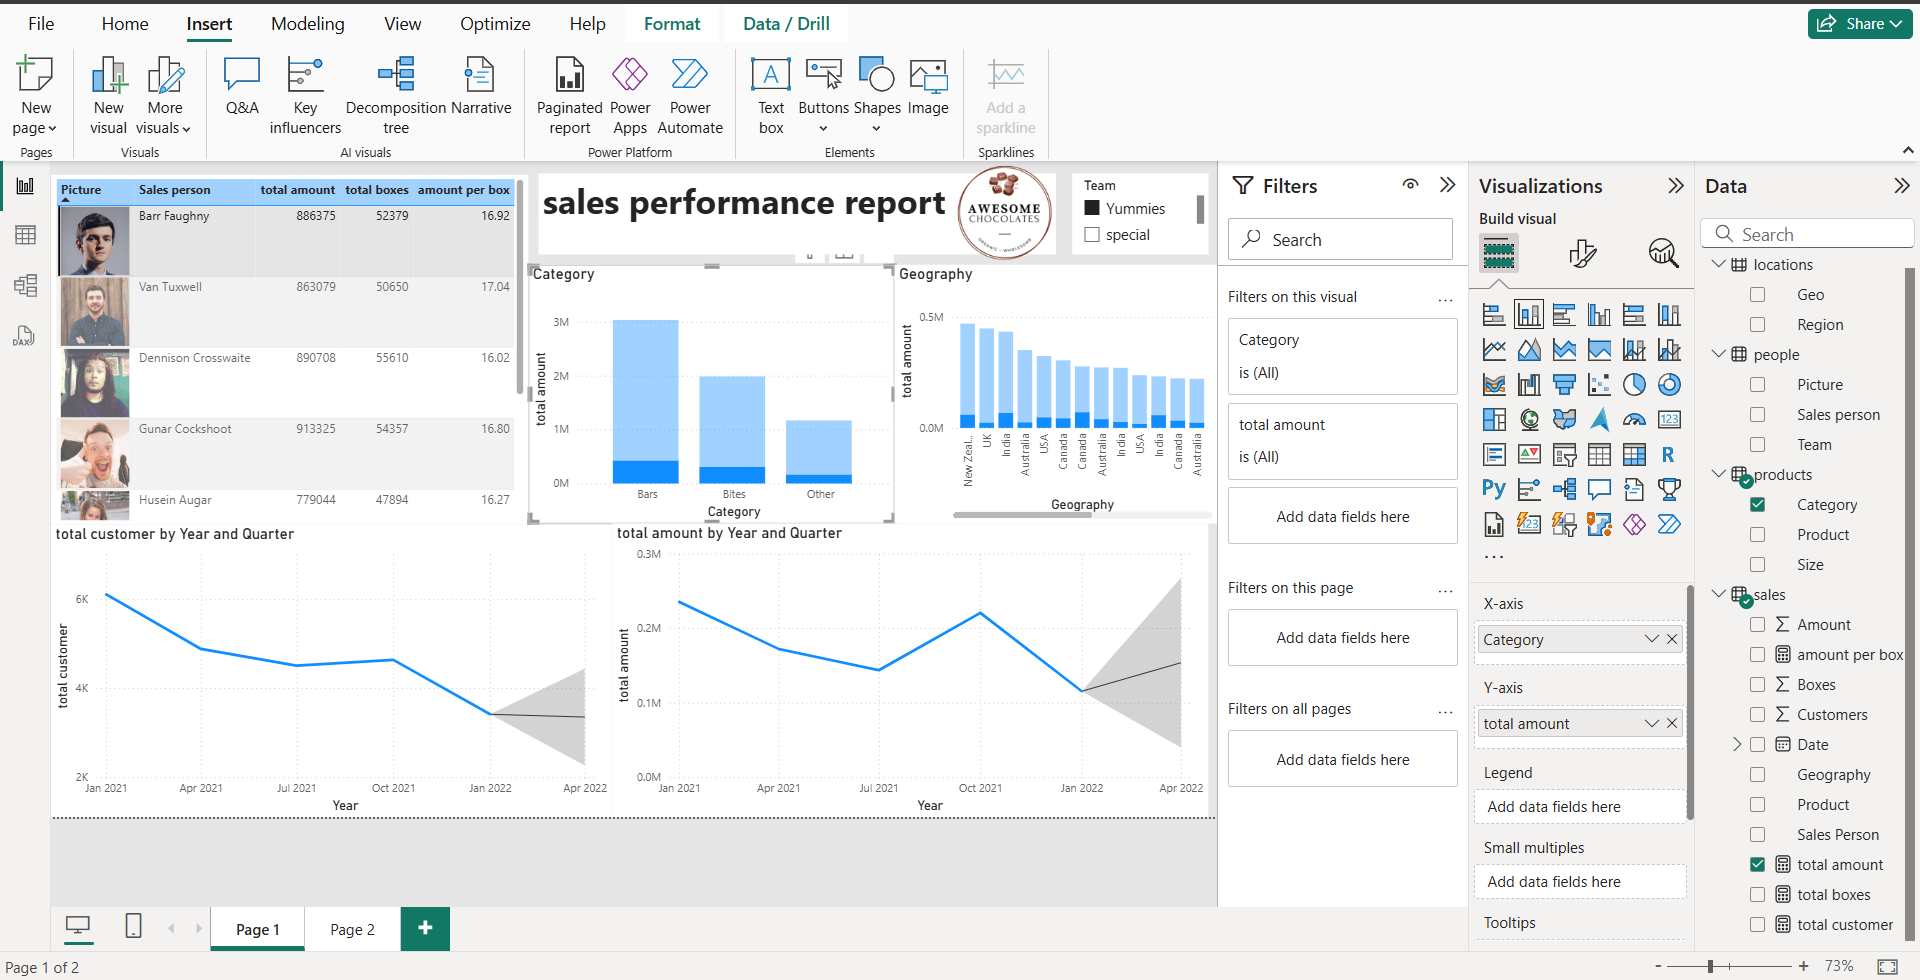 File Home Insert Modeling View Optimize Help Format Data / Drill Share
New page
New visual
More visuals
Q&A
Key influencers
Decomposition tree
Narrative
Paginated report
Power Apps
Power Automate
Text box
Buttons
Shapes
Image
Add a sparkline
Pages Visuals AI visuals Power Platform Elements Sparklines
Picture Sales person total amount total boxes amount per box
Barr Faughny 886375 52379 16.92
Van Tuxwell 863079 50650 17.04
Dennison Crosswaite 890708 55610 16.02
Gunar Cockshoot 913325 54357 16.80
Husein Augar 779044 47894 16.27
sales performance report
AWESOME
CHOCOLATES
ORGANIC • WHOLESOME
Team
Yummies
special
Category
total amount
3M
2M
1M
0M
Bars Bites Other
Category
Geography
total amount
0.5M
0.0M
New Zeal... UK India Australia USA Canada Canada Australia India USA India Canada Australia
Geography
total customer by Year and Quarter
total customer
6K
4K
2K
Jan 2021 Apr 2021 Jul 2021 Oct 2021 Jan 2022 Apr 2022
Year
total amount by Year and Quarter
total amount
0.3M
0.2M
0.1M
0.0M
Jan 2021 Apr 2021 Jul 2021 Oct 2021 Jan 2022 Apr 2022
Year
Filters
Search
Filters on this visual ...
Category
is (All)
total amount
is (All)
Add data fields here
Filters on this page ...
Add data fields here
Filters on all pages ...
Add data fields here
Visualizations
Build visual
123
R
Py
123
...
X-axis
Category
Y-axis
total amount
Legend
Add data fields here
Small multiples
Add data fields here
Tooltips
Data
Search
locations
Geo
Region
people
Picture
Sales person
Team
products
Category
Product
Size
sales
Amount
amount per box
Boxes
Customers
Date
Geography
Product
Sales Person
total amount
total boxes
total customer
DAX
Page 1 Page 2 +
Page 1 of 2
- + 73%